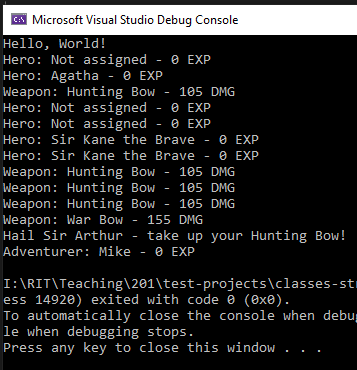 Microsoft Visual Studio Debug Console
Hello, World!
Hero: Not assigned - 0 EXP
Hero: Agatha - 0 EXP
Weapon: Hunting Bow - 105 DMG
Hero: Not assigned - 0 EXP
Hero: Not assigned - 0 EXP
Hero: Sir Kane the Brave - 0 EXP
Hero: Sir Kane the Brave - 0 EXP
Weapon: Hunting Bow - 105 DMG
Weapon: Hunting Bow - 105 DMG
Weapon: Hunting Bow - 105 DMG
Weapon: War Bow - 155 DMG
Hail Sir Arthur - take up your Hunting Bow!
Adventurer: Mike - 0 EXP
I:\RIT\Teaching\201\test-projects\classes-st
ess 14920) exited with code 0 (0x0).
To automatically close the console when debu
le when debugging stops.
Press any key to close this window . . .